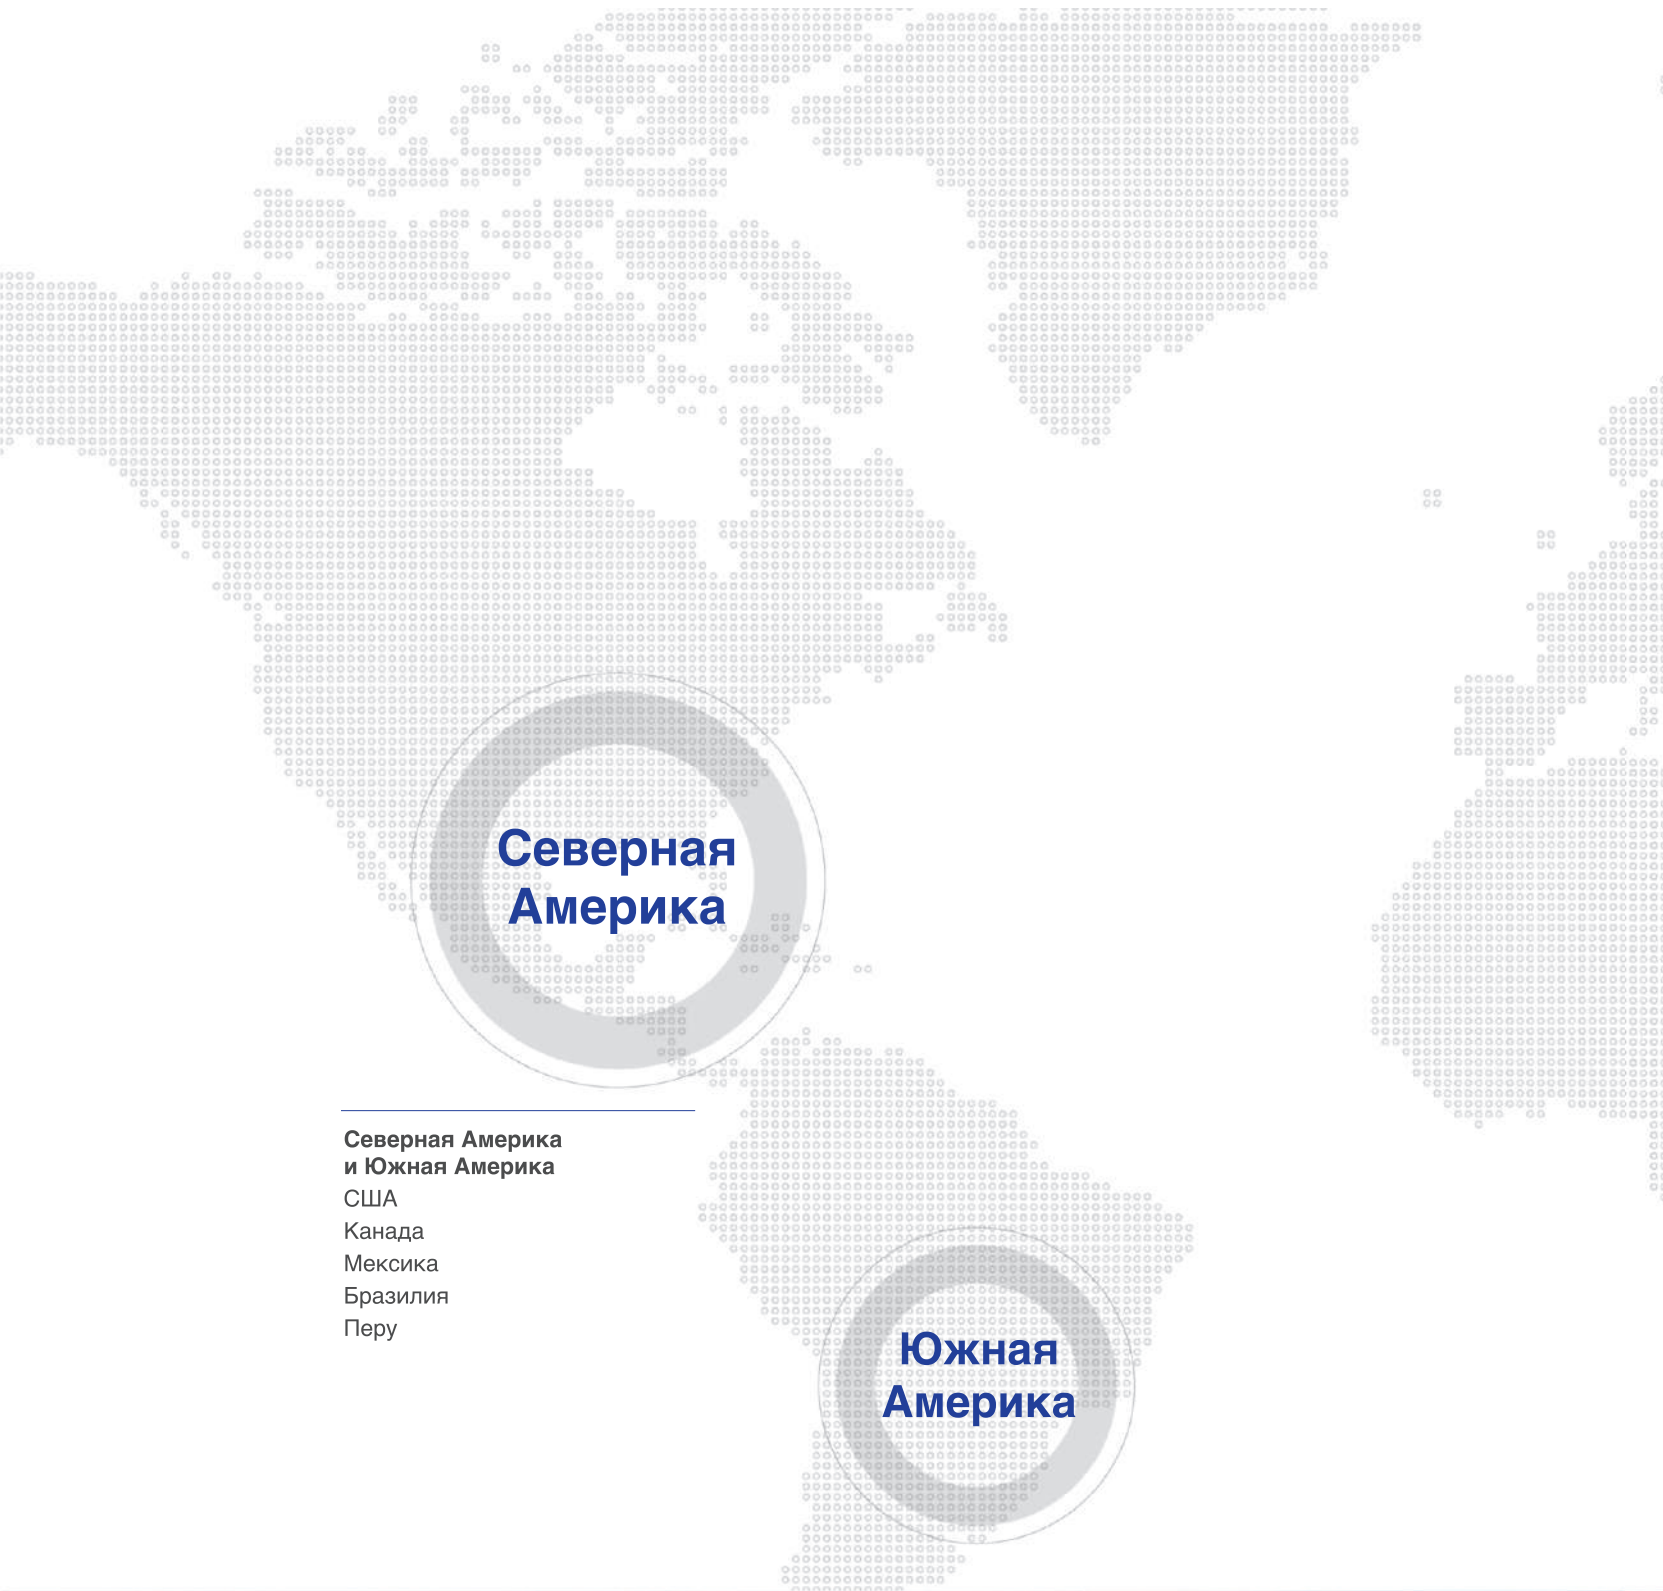 Северная
Америка
Северная Америка
и Южная Америка
США
Канада
Мексика
Бразилия
Перу
Южная
Америка